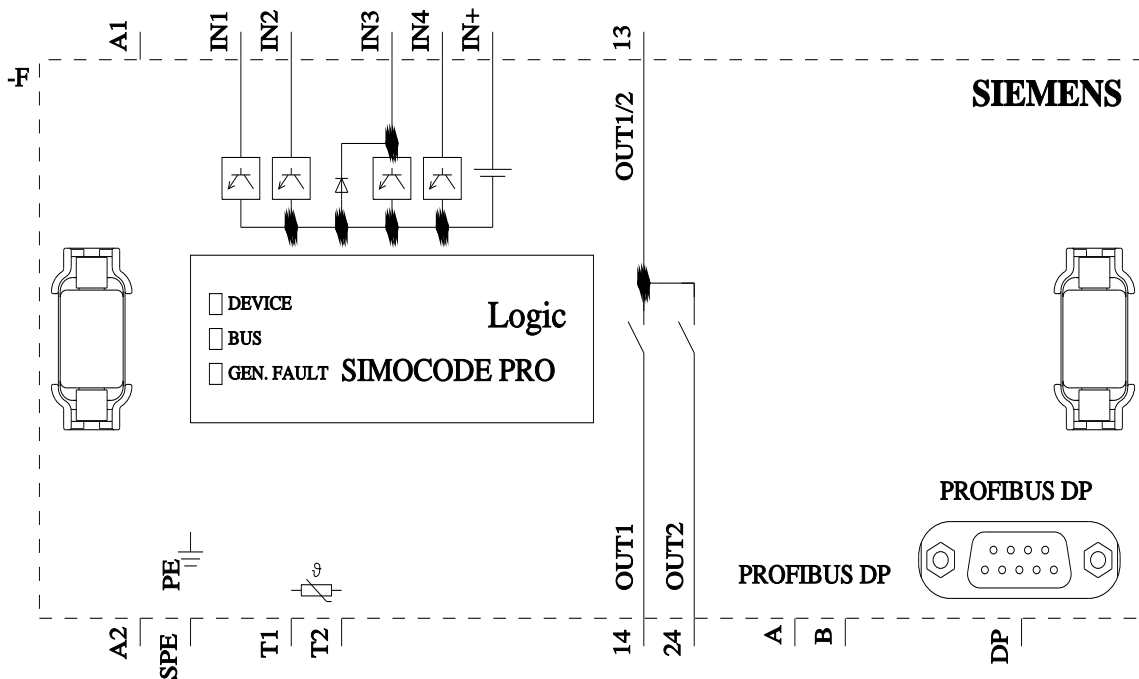 A1
IN1
IN2
IN3
IN4
IN+
13
-F
SIEMENS
OUT1/2
DEVICE
BUS
GEN. FAULT
Logic
SIMOCODE PRO
PROFIBUS DP
PE
ϑ
OUT1
OUT2
PROFIBUS DP
A2
SPE
T1
T2
14
24
A
B
DP